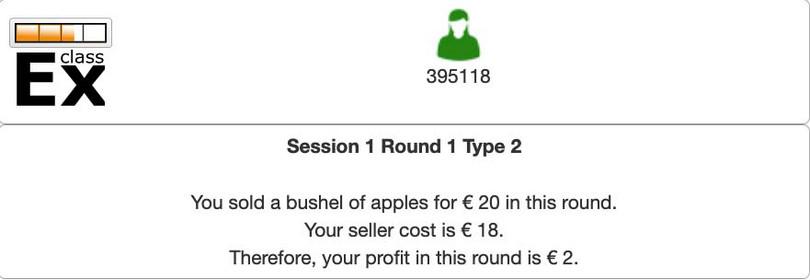 class
Ex
395118
Session 1 Round 1 Type 2
You sold a bushel of apples for € 20 in this round.
Your seller cost is € 18.
Therefore, your profit in this round is € 2.